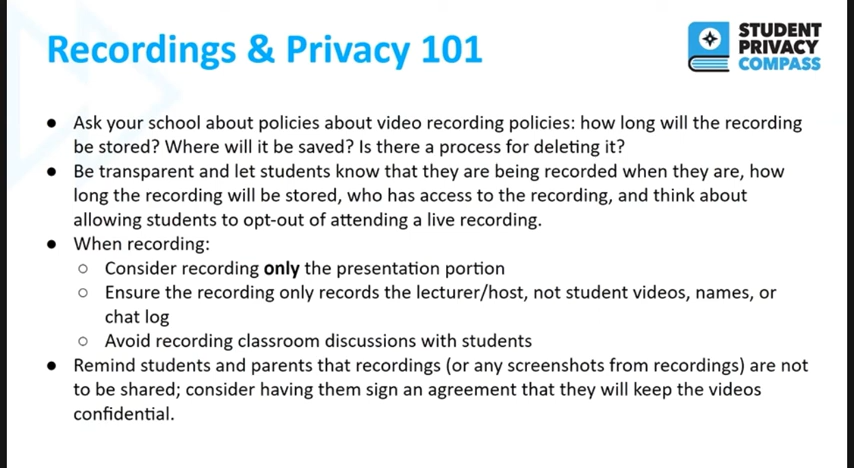 Recordings & Privacy 101
STUDENT
PRIVACY
COMPASS
● Ask your school about policies about video recording policies: how long will the recording
be stored? Where will it be saved? Is there a process for deleting it?
● Be transparent and let students know that they are being recorded when they are, how
long the recording will be stored, who has access to the recording, and think about
allowing students to opt-out of attending a live recording.
● When recording:
○ Consider recording only the presentation portion
○ Ensure the recording only records the lecturer/host, not student videos, names, or
chat log
○ Avoid recording classroom discussions with students
● Remind students and parents that recordings (or any screenshots from recordings) are not
to be shared; consider having them sign an agreement that they will keep the videos
confidential.